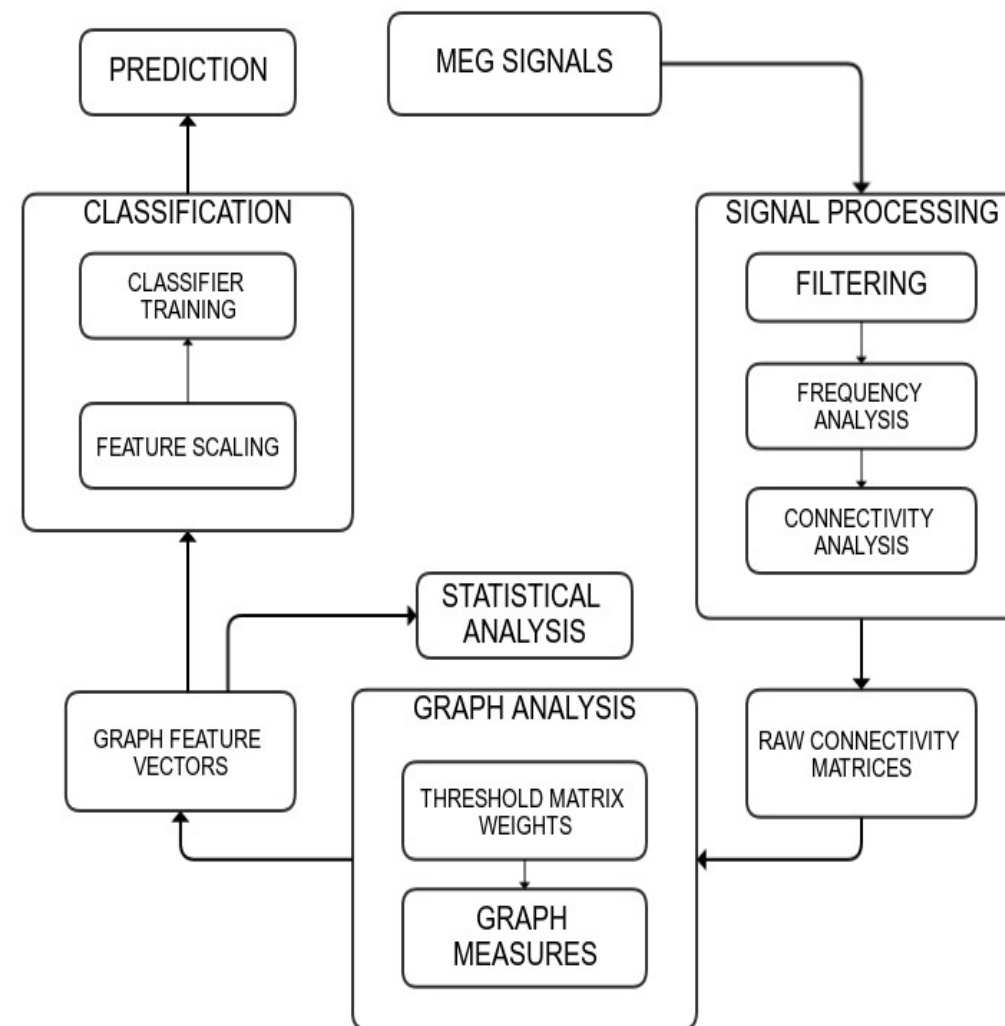 PREDICTION
MEG SIGNALS
CLASSIFICATION
CLASSIFIER
TRAINING
FEATURE SCALING
SIGNAL PROCESSING
FILTERING
FREQUENCY
ANALYSIS
CONNECTIVITY
ANALYSIS
STATISTICAL
ANALYSIS
GRAPH FEATURE
VECTORS
GRAPH ANALYSIS
THRESHOLD MATRIX
WEIGHTS
GRAPH
MEASURES
RAW CONNECTIVITY
MATRICES